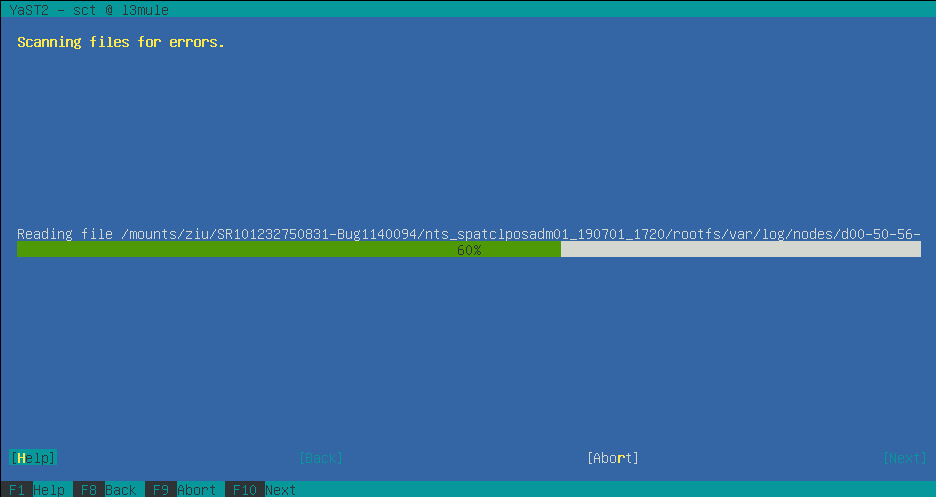 YaST2 - sct @ l3mule
Scanning files for errors.
Reading file /mounts/ziu/SR101232750831-Bug1140094/nts_spatclposadm01_190701_1720/rootfs/var/log/nodes/d00-50-56-
60%
[Help] [Back] [Abort] [Next]
F1 Help F8 Back F9 Abort F10 Next